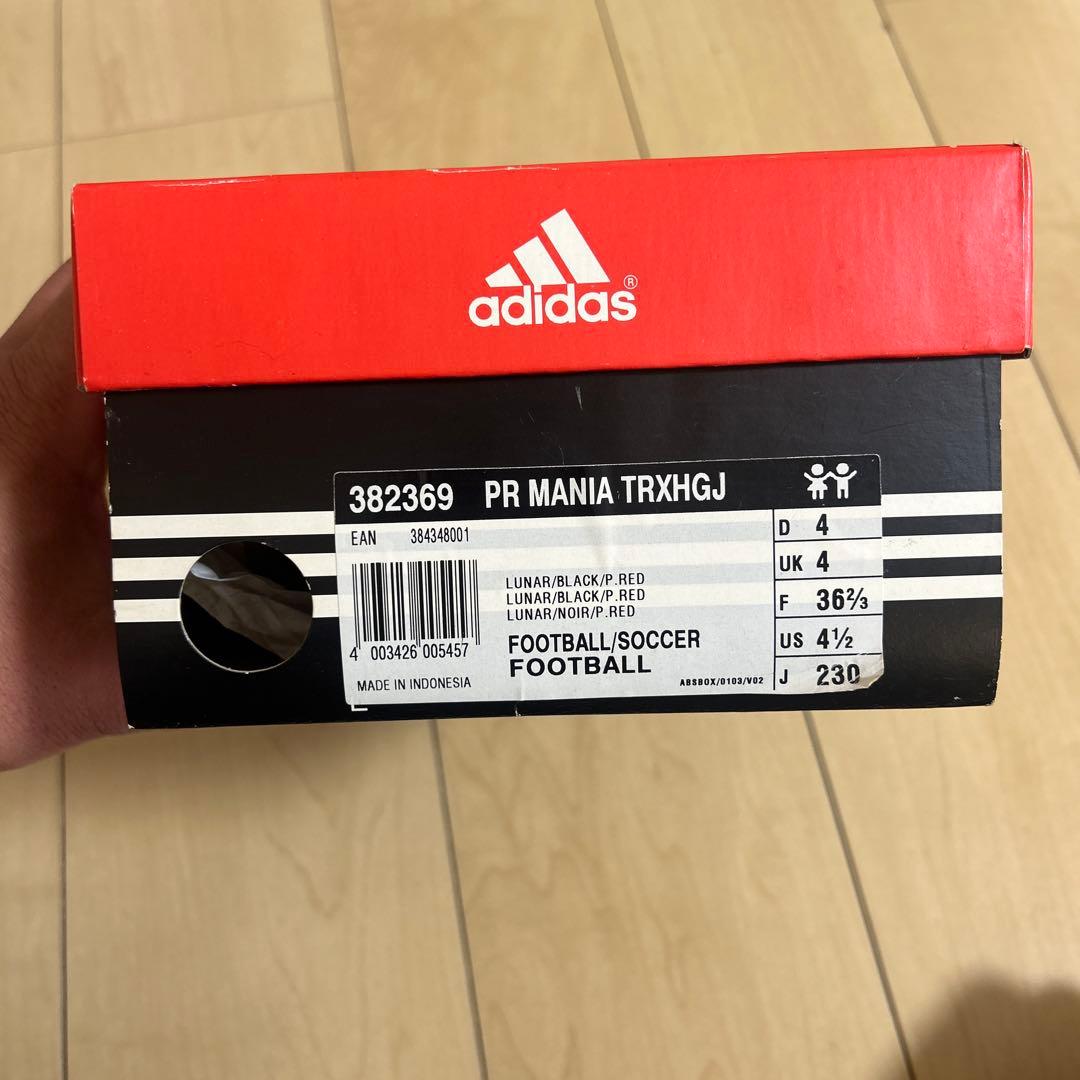 adidas®
382369 PR MANIA TRXHGJ
EAN 384348001
LUNAR/BLACK/P.RED
LUNAR/BLACK/P.RED
LUNAR/NOIR/P.RED
4 003426 005457
FOOTBALL/SOCCER
FOOTBALL
MADE IN INDONESIA
ABSBOX/0103/V02
D 4
UK 4
F 36⅔
US 4½
J 230